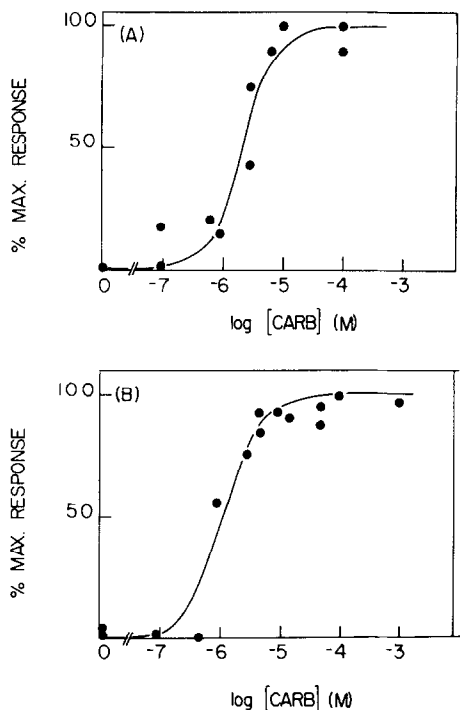 (A)
100
50
% MAX. RESPONSE
0 -7 -6 -5 -4 -3
log [CARB] (M)
(B)
100
50
% MAX. RESPONSE
0 -7 -6 -5 -4 -3
log [CARB] (M)